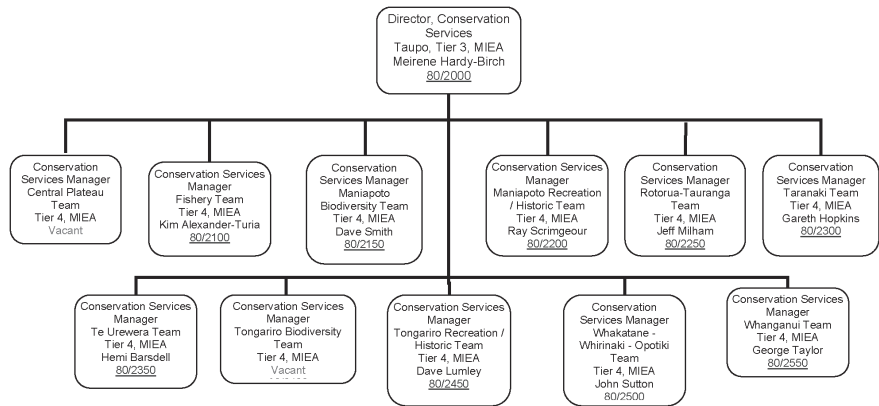 Director, Conservation
Services
Taupo, Tier 3, MIEA
Meirene Hardy-Birch
80/2000
Conservation
Services Manager
Central Plateau
Team
Tier 4, MIEA
Vacant
Conservation Services
Manager
Fishery Team
Tier 4, MIEA
Kim Alexander-Turia
80/2100
Conservation
Services Manager
Maniapoto
Biodiversity Team
Tier 4, MIEA
Dave Smith
80/2150
Conservation Services
Manager
Maniapoto Recreation
/ Historic Team
Tier 4, MIEA
Ray Scrimgeour
80/2200
Conservation
Services Manager
Rotorua-Tauranga
Team
Tier 4, MIEA
Jeff Milham
80/2250
Conservation
Services Manager
Taranaki Team
Tier 4, MIEA
Gareth Hopkins
80/2300
Conservation Services
Manager
Te Urewera Team
Tier 4, MIEA
Hemi Barsdell
80/2350
Conservation Services
Manager
Tongariro Biodiversity
Team
Tier 4, MIEA
Vacant
Conservation Services
Manager
Tongariro Recreation /
Historic Team
Tier 4, MIEA
Dave Lumley
80/2450
Conservation
Services Manager
Whakatane -
Whirinaki - Opotiki
Team
Tier 4, MIEA
John Sutton
80/2500
Conservation Services
Manager
Whanganui Team
Tier 4, MIEA
George Taylor
80/2550